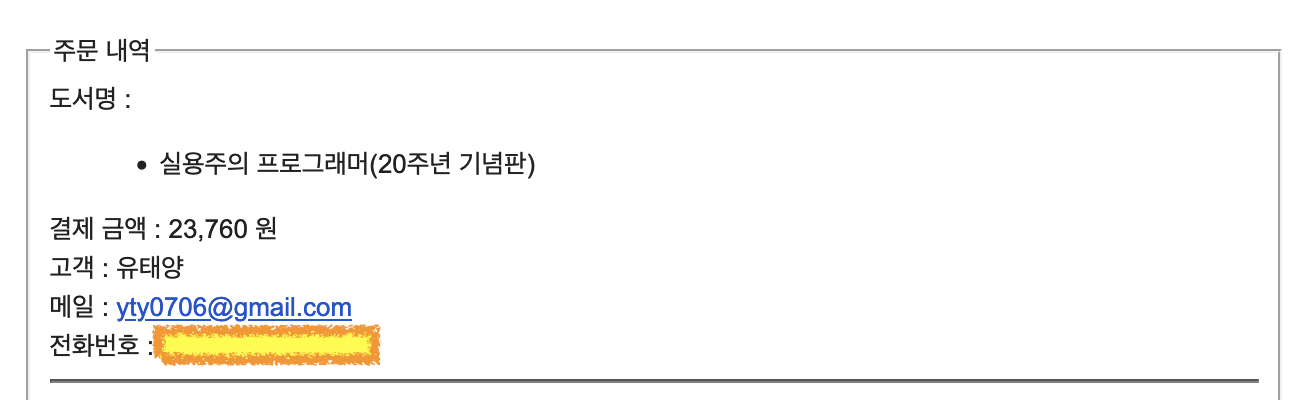 주문 내역
도서명 :
• 실용주의 프로그래머(20주년 기념판)
결제 금액 : 23,760 원
고객 : 유태양
메일 : yty0706@gmail.com
전화번호 :